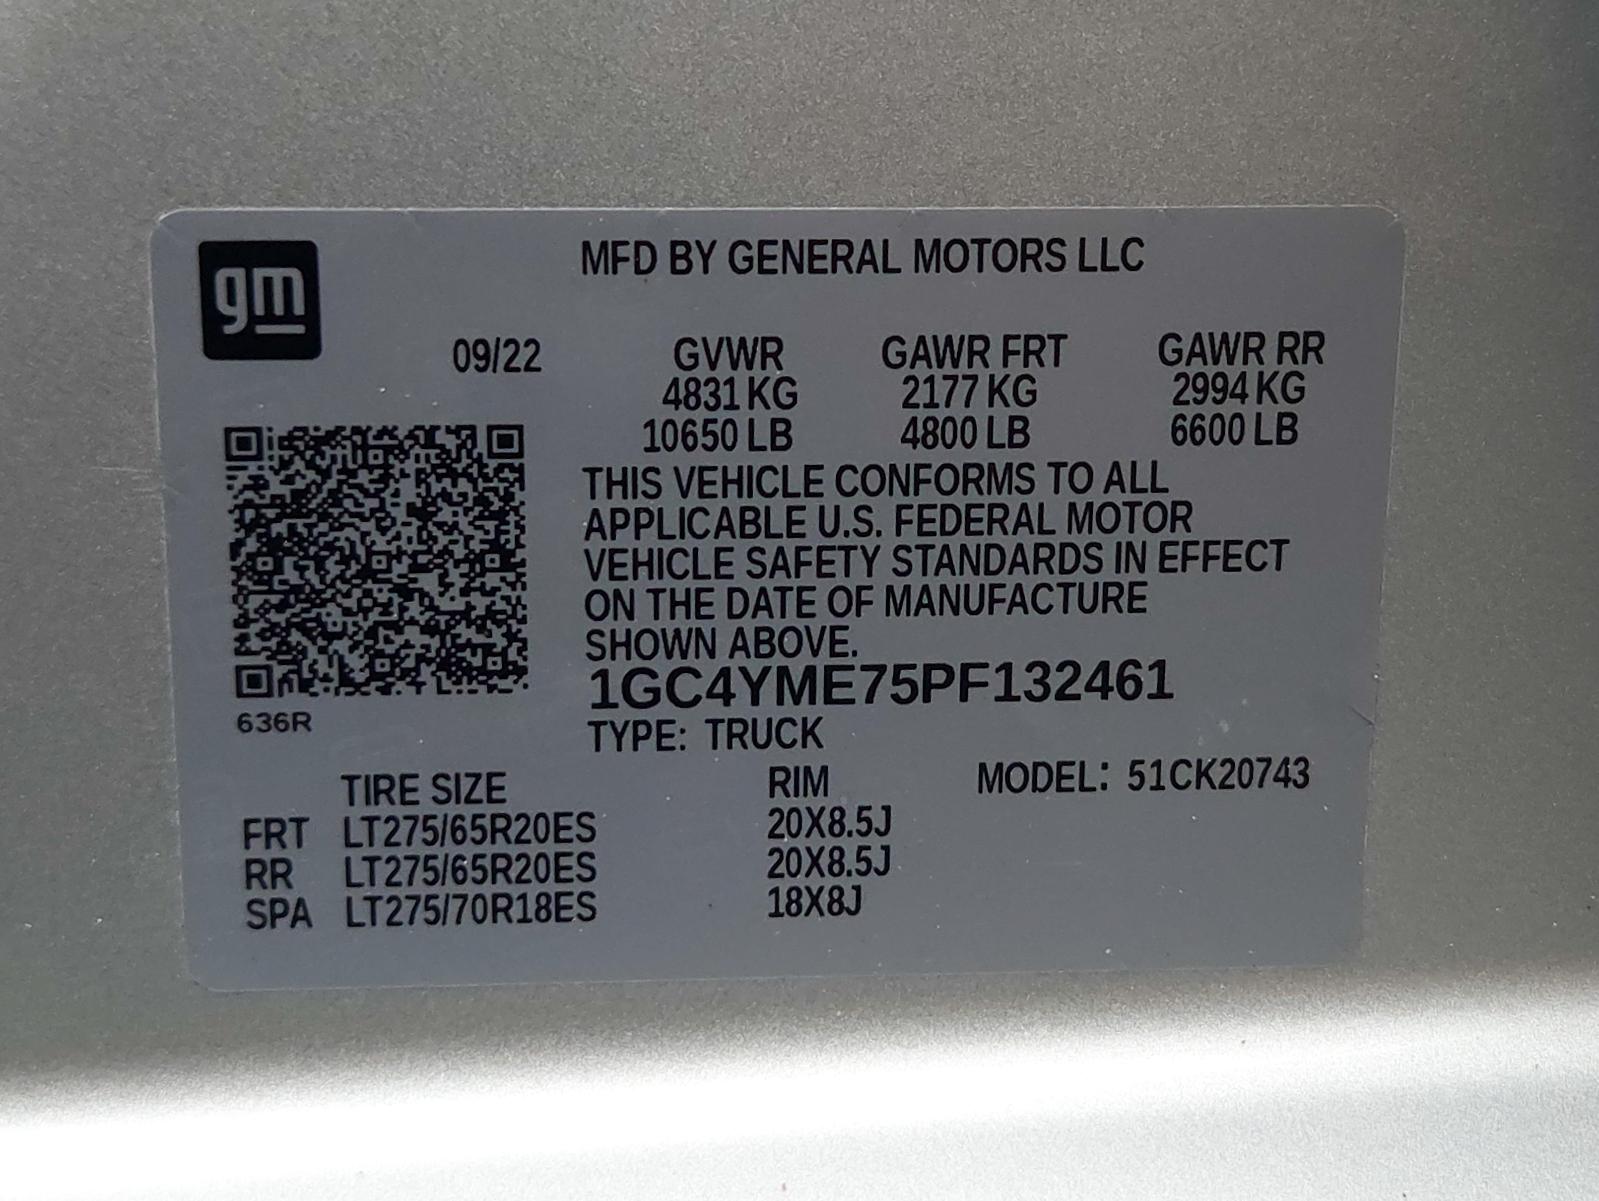 gm
MFD BY GENERAL MOTORS LLC
09/22 GVWR GAWR FRT GAWR RR
4831 KG 2177 KG 2994 KG
10650 LB 4800 LB 6600 LB
THIS VEHICLE CONFORMS TO ALL
APPLICABLE U.S. FEDERAL MOTOR
VEHICLE SAFETY STANDARDS IN EFFECT
ON THE DATE OF MANUFACTURE
SHOWN ABOVE.
1GC4YME75PF132461
636R
TYPE: TRUCK
TIRE SIZE RIM MODEL: 51CK20743
FRT LT275/65R20ES 20X8.5J
RR LT275/65R20ES 20X8.5J
SPA LT275/70R18ES 18X8J